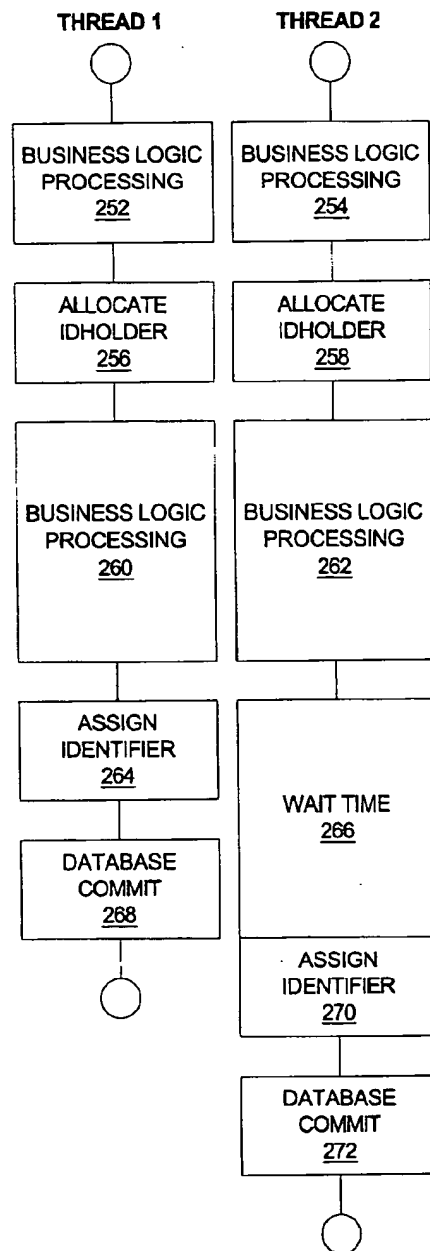 THREAD 1
THREAD 2
BUSINESS LOGIC
PROCESSING
252
BUSINESS LOGIC
PROCESSING
254
ALLOCATE
IDHOLDER
256
ALLOCATE
IDHOLDER
258
BUSINESS LOGIC
PROCESSING
260
BUSINESS LOGIC
PROCESSING
262
ASSIGN
IDENTIFIER
264
WAIT TIME
266
DATABASE
COMMIT
268
ASSIGN
IDENTIFIER
270
DATABASE
COMMIT
272